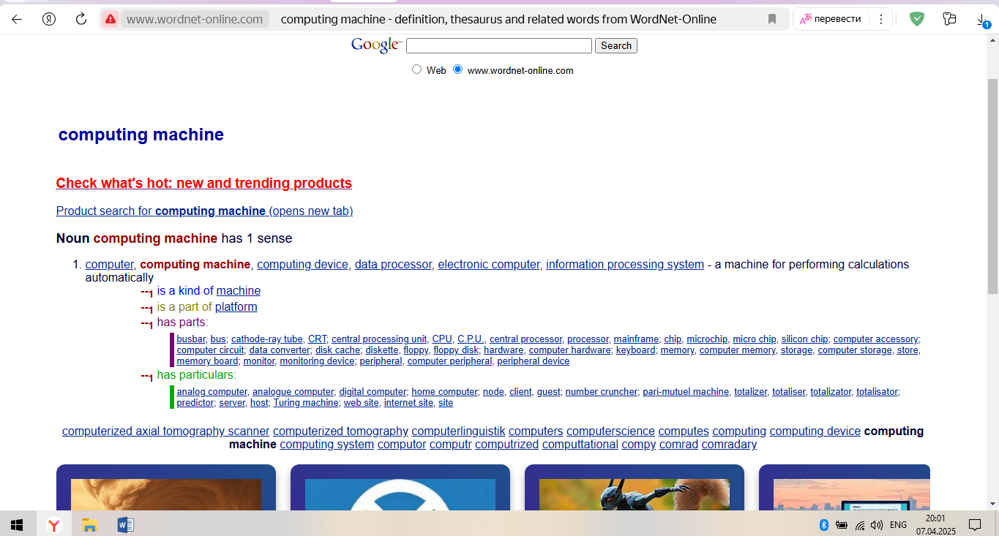 www.wordnet-online.com computing machine - definition, thesaurus and related words from WordNet-Online перевести
1
Google™ Search
Web www.wordnet-online.com
computing machine
Check what's hot: new and trending products
Product search for computing machine (opens new tab)
Noun computing machine has 1 sense
1. computer, computing machine, computing device, data processor, electronic computer, information processing system - a machine for performing calculations
automatically
--1 is a kind of machine
--1 is a part of platform
--1 has parts:
busbar, bus; cathode-ray tube, CRT; central processing unit, CPU, C.P.U., central processor, processor, mainframe; chip, microchip, micro chip, silicon chip; computer accessory;
computer circuit; data converter; disk cache; diskette, floppy, floppy disk; hardware, computer hardware; keyboard; memory, computer memory, storage, computer storage, store,
memory board; monitor, monitoring device; peripheral, computer peripheral, peripheral device
--1 has particulars:
analog computer, analogue computer; digital computer; home computer; node, client, guest; number cruncher; pari-mutuel machine, totalizer, totaliser, totalizator, totalisator;
predictor; server, host; Turing machine; web site, internet site, site
computerized axial tomography scanner computerized tomography computerlinguistik computers computerscience computes computing computing device computing
machine computing system computor computr computrized computtational compy comrad comradary
ENG
20:01
07.04.2025